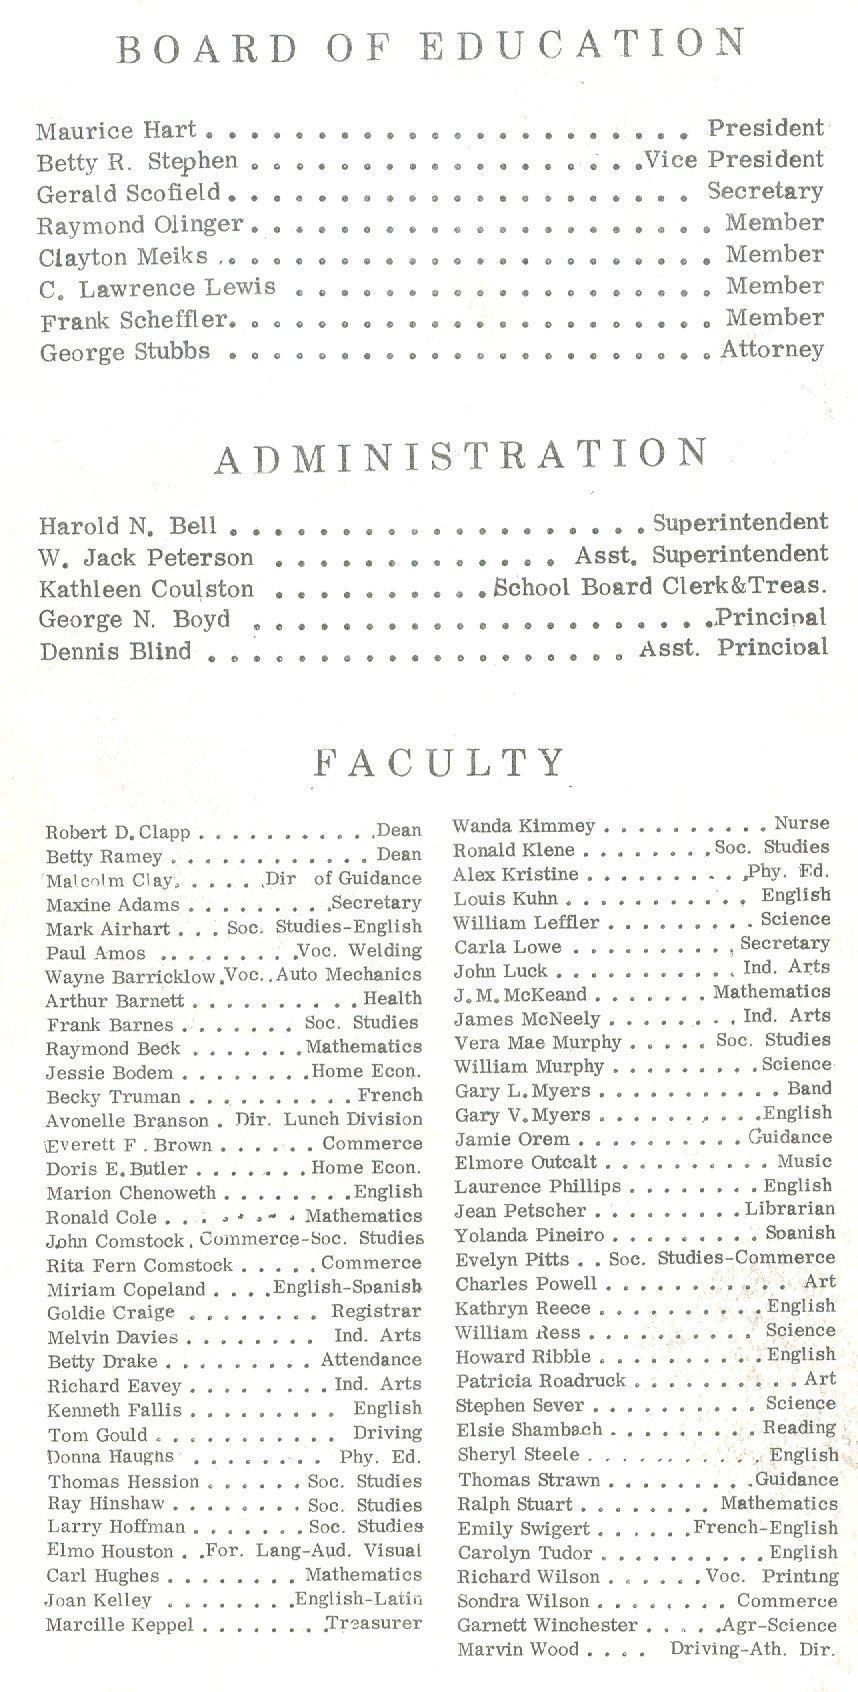 BOARD OF EDUCATION
Maurice Hart . . . . . . . . . . . . . . . . . . . . . . President
Betty R. Stephen . . . . . . . . . . . . . . . . . . Vice President
Gerald Scofield . . . . . . . . . . . . . . . . . . . . . Secretary
Raymond Olinger . . . . . . . . . . . . . . . . . . . . . Member
Clayton Meiks . . . . . . . . . . . . . . . . . . . . . . Member
C. Lawrence Lewis . . . . . . . . . . . . . . . . . . . Member
Frank Scheffler . . . . . . . . . . . . . . . . . . . . . . Member
George Stubbs . . . . . . . . . . . . . . . . . . . . . . Attorney
ADMINISTRATION
Harold N. Bell . . . . . . . . . . . . . . . . . . . Superintendent
W. Jack Peterson . . . . . . . . . . . . . Asst. Superintendent
Kathleen Coulston . . . . . . . . . . School Board Clerk&Treas.
George N. Boyd . . . . . . . . . . . . . . . . . . . . . Principal
Dennis Blind . . . . . . . . . . . . . . . . . . . Asst. Principal
FACULTY
Robert D. Clapp . . . . . . . . . . . . Dean
Betty Ramey . . . . . . . . . . . . Dean
Malcolm Clay. . . . . . Dir of Guidance
Maxine Adams . . . . . . . . . Secretary
Mark Airhart . . . Soc. Studies-English
Paul Amos . . . . . . . . . Voc. Welding
Wayne Barricklow . Voc. . Auto Mechanics
Arthur Barnett . . . . . . . . . . Health
Frank Barnes . . . . . . . Soc. Studies
Raymond Beck . . . . . . . Mathematics
Jessie Bodem . . . . . . . . Home Econ.
Becky Truman . . . . . . . . . . French
Avonelle Branson . Dir. Lunch Division
Everett F. Brown . . . . . . Commerce
Doris E. Butler . . . . . . . Home Econ.
Marion Chenoweth . . . . . . . . English
Ronald Cole . . . . . . . . Mathematics
John Comstock . Commerce-Soc. Studies
Rita Fern Comstock . . . . . Commerce
Miriam Copeland . . . . English-Spanish
Goldie Craige . . . . . . . . Registrar
Melvin Davies . . . . . . . . Ind. Arts
Betty Drake . . . . . . . . . Attendance
Richard Eavey . . . . . . . . Ind. Arts
Kenneth Fallis . . . . . . . . . English
Tom Gould . . . . . . . . . . . Driving
Donna Haughs . . . . . . . . Phy. Ed.
Thomas Hession . . . . . . Soc. Studies
Ray Hinshaw . . . . . . . . Soc. Studies
Larry Hoffman . . . . . . . Soc. Studies
Elmo Houston . . For. Lang-Aud. Visual
Carl Hughes . . . . . . . . Mathematics
Joan Kelley . . . . . . . . English-Latin
Marcille Keppel . . . . . . . Treasurer
Wanda Kimmey . . . . . . . . . . Nurse
Ronald Klene . . . . . . . . Soc. Studies
Alex Kristine . . . . . . . . . Phy. Ed.
Louis Kuhn . . . . . . . . . . . English
William Leffler . . . . . . . . . Science
Carla Lowe . . . . . . . . . . Secretary
John Luck . . . . . . . . . . . Ind. Arts
J. M. McKeand . . . . . . . Mathematics
James McNeely . . . . . . . . Ind. Arts
Vera Mae Murphy . . . . . Soc. Studies
William Murphy . . . . . . . . . Science
Gary L. Myers . . . . . . . . . . . Band
Gary V. Myers . . . . . . . . . . English
Jamie Orem . . . . . . . . . . Guidance
Elmore Outcalt . . . . . . . . . . Music
Laurence Phillips . . . . . . . . English
Jean Petscher . . . . . . . . . Librarian
Yolanda Pineiro . . . . . . . . . Spanish
Evelyn Pitts . . Soc. Studies-Commerce
Charles Powell . . . . . . . . . . . Art
Kathryn Reece . . . . . . . . . . English
William Ress . . . . . . . . . . Science
Howard Ribble . . . . . . . . . . English
Patricia Roadruck . . . . . . . . . . Art
Stephen Sever . . . . . . . . . . Science
Elsie Shambach . . . . . . . . . Reading
Sheryl Steele . . . . . . . . . . . English
Thomas Strawn . . . . . . . . . Guidance
Ralph Stuart . . . . . . . . Mathematics
Emily Swigert . . . . . . French-English
Carolyn Tudor . . . . . . . . . . English
Richard Wilson . . . . . . Voc. Printing
Sondra Wilson . . . . . . . . Commerce
Garnett Winchester . . . . . Agr-Science
Marvin Wood . . . . Driving-Ath. Dir.